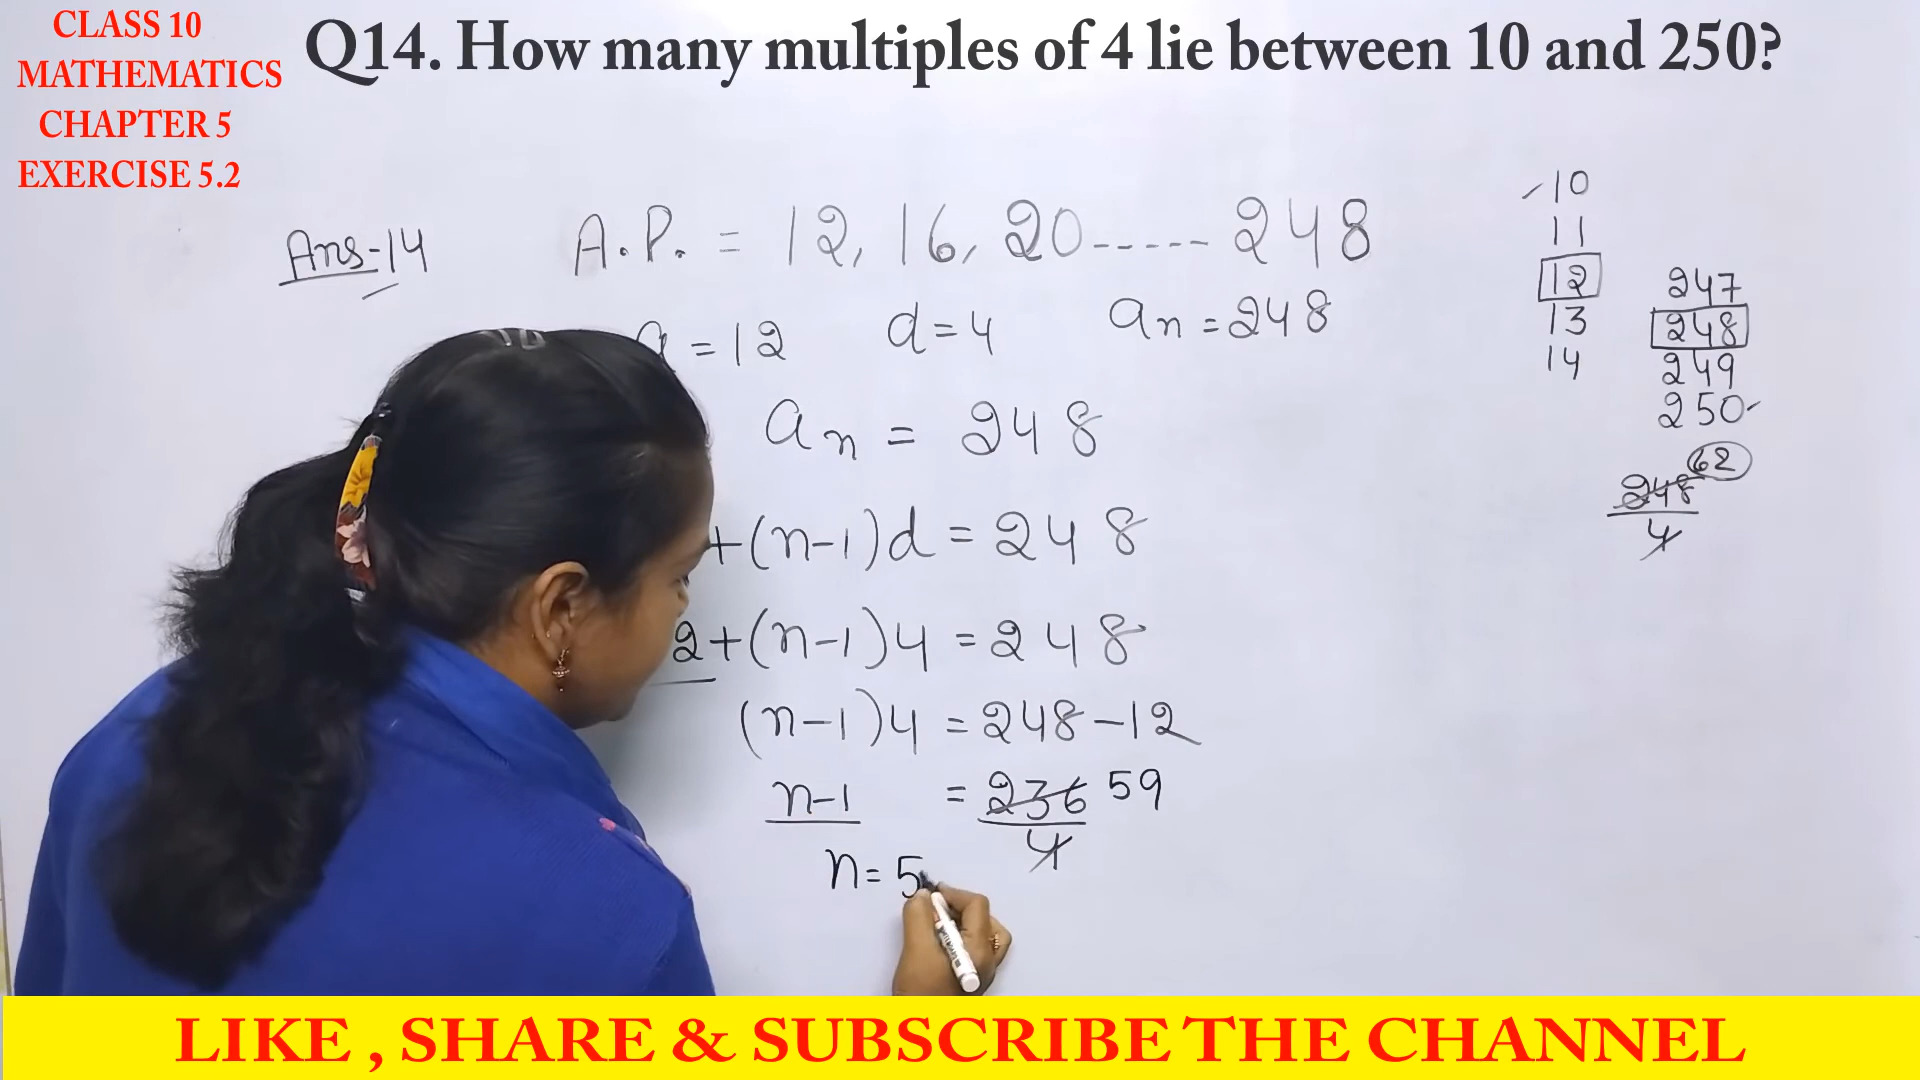 CLASS 10
MATHEMATICS
CHAPTER 5
EXERCISE 5.2
Q14. How many multiples of 4 lie between 10 and 250?
Ans-14
A.P. = 12, 16, 20------248
a = 12 d = 4 an = 248
an = 248
+(n-1)d = 248
2+(n-1)4 = 248
(n-1)4 = 248-12
n-1 = 236/4 59
n = 5
10
11
12
13
14
247
248
249
250
248/4 62
LIKE , SHARE & SUBSCRIBE THE CHANNEL